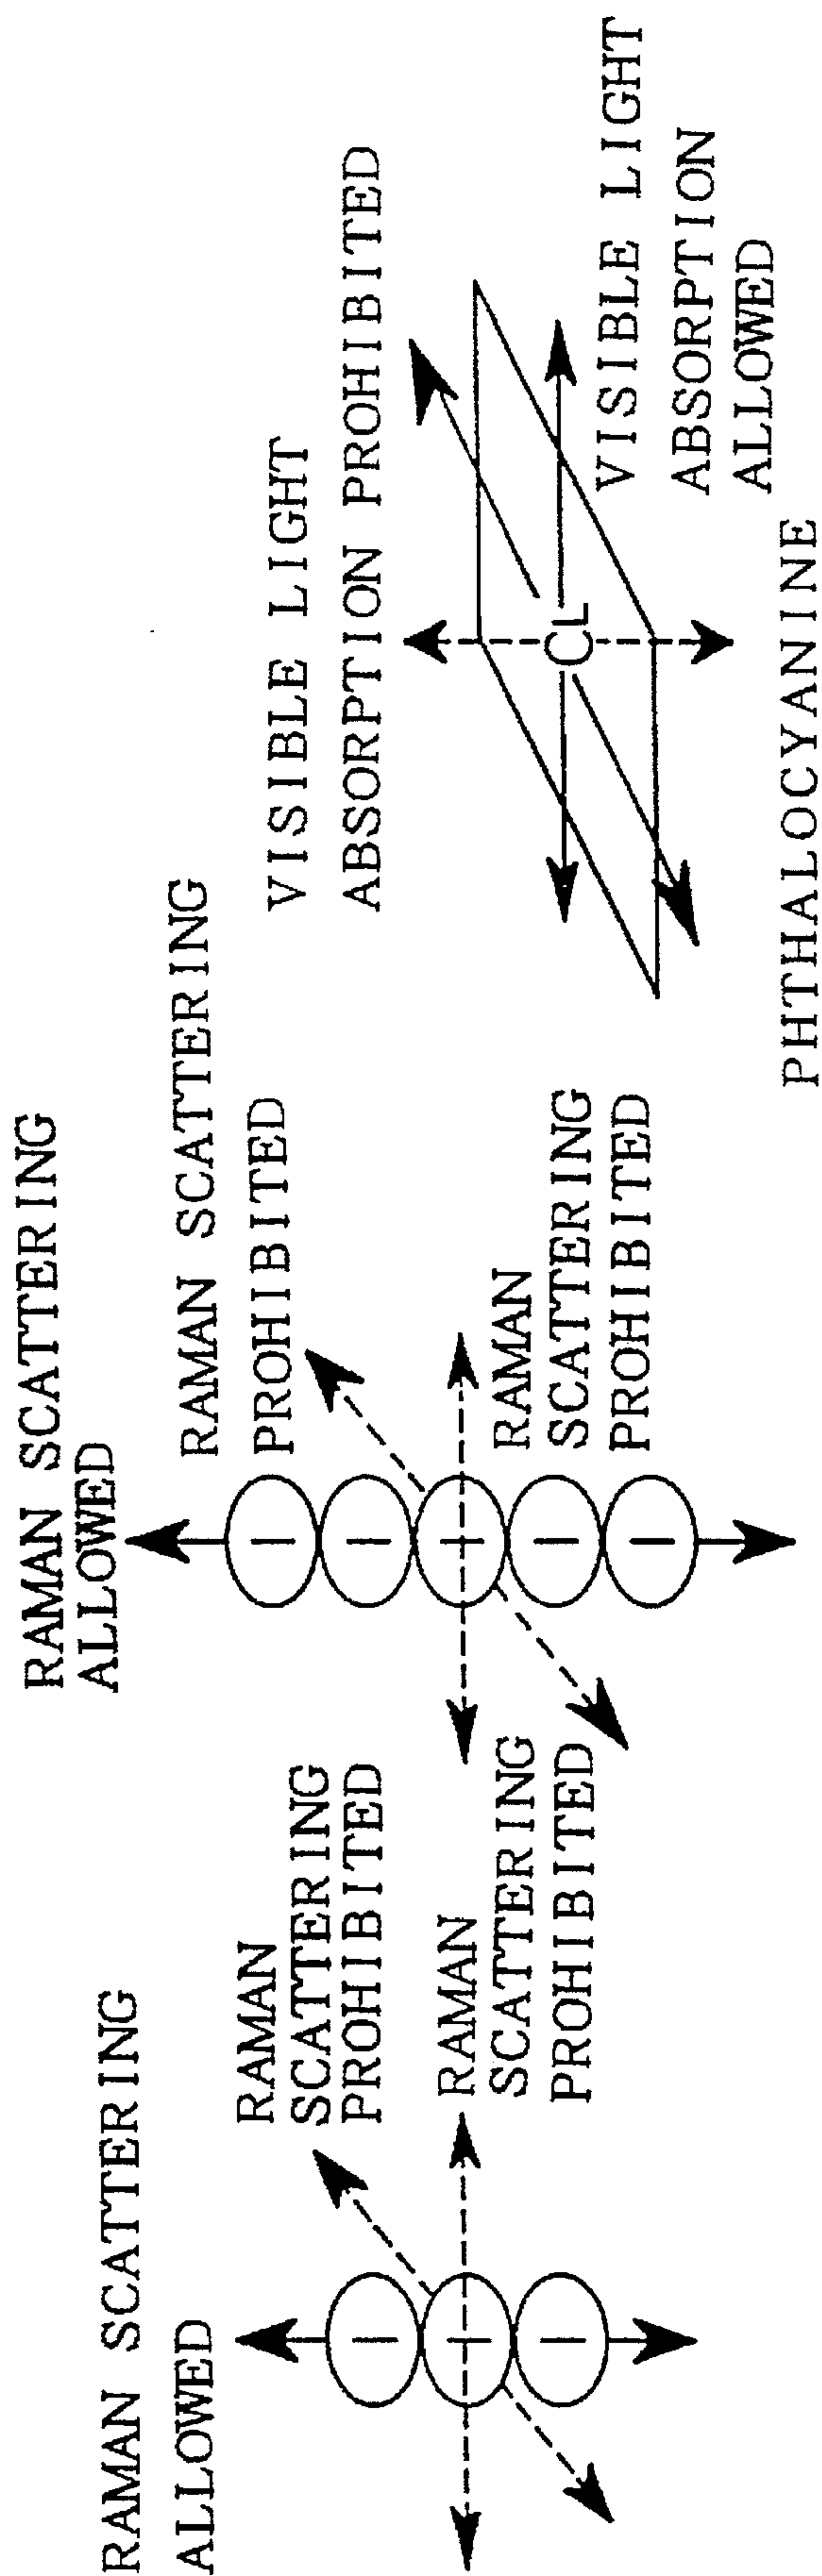 RAMAN SCATTERING
ALLOWED
RAMAN
SCATTERING
PROHIBITED
RAMAN
SCATTERING
PROHIBITED
I
I
I
RAMAN SCATTERING
ALLOWED
RAMAN SCATTERING
PROHIBITED
RAMAN
SCATTERING
PROHIBITED
I
I
I
I
I
VISIBLE LIGHT
ABSORPTION PROHIBITED
CL
VISIBLE LIGHT
ABSORPTION
ALLOWED
PHTHALOCYANINE